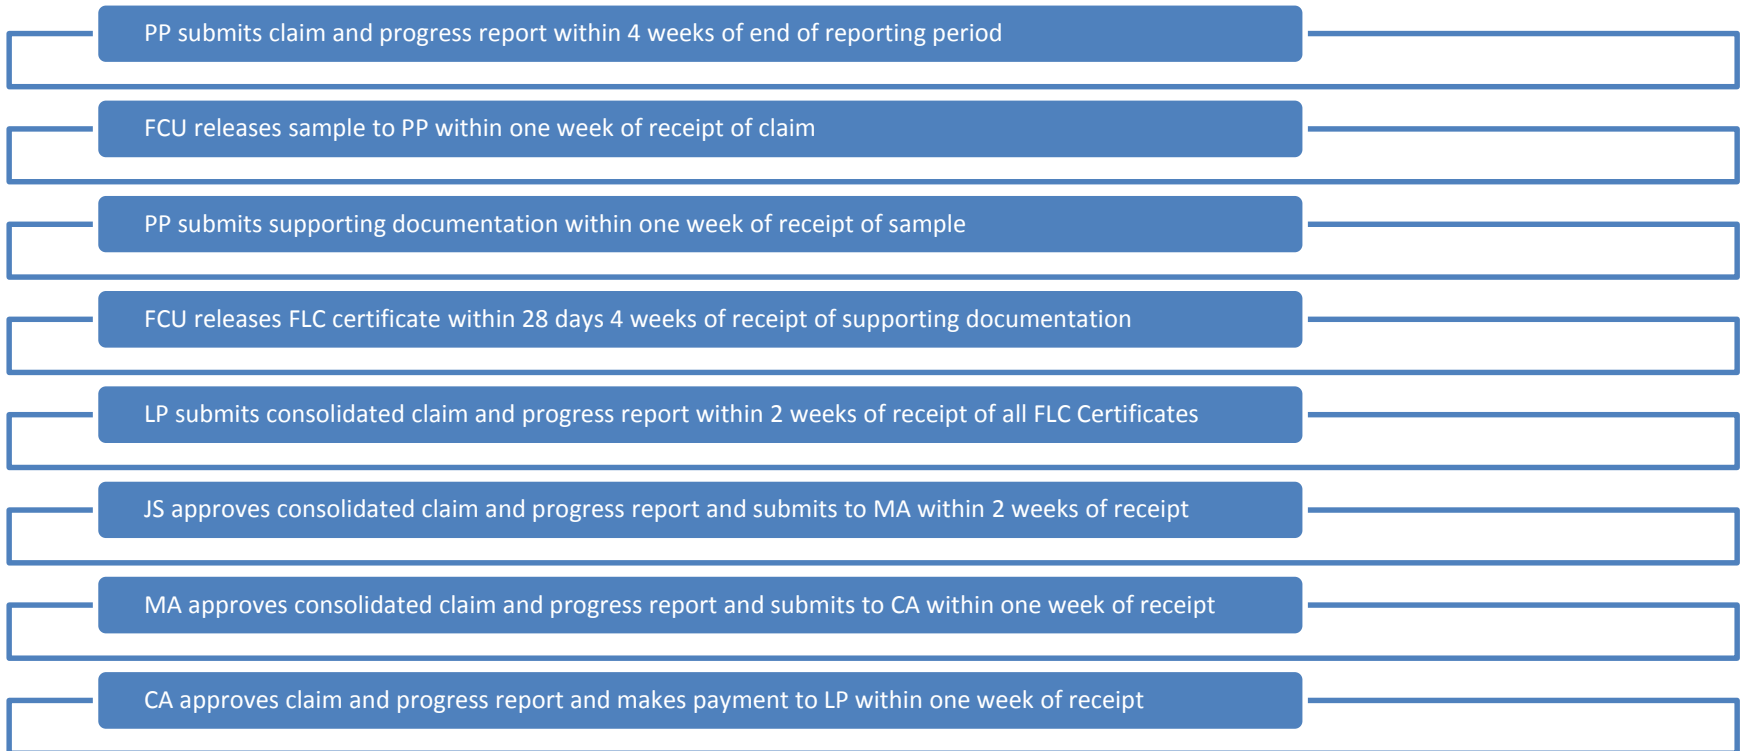 PP submits claim and progress report within 4 weeks of end of reporting period
FCU releases sample to PP within one week of receipt of claim
PP submits supporting documentation within one week of receipt of sample
FCU releases FLC certificate within 28 days 4 weeks of receipt of supporting documentation
LP submits consolidated claim and progress report within 2 weeks of receipt of all FLC Certificates
JS approves consolidated claim and progress report and submits to MA within 2 weeks of receipt
MA approves consolidated claim and progress report and submits to CA within one week of receipt
CA approves claim and progress report and makes payment to LP within one week of receipt